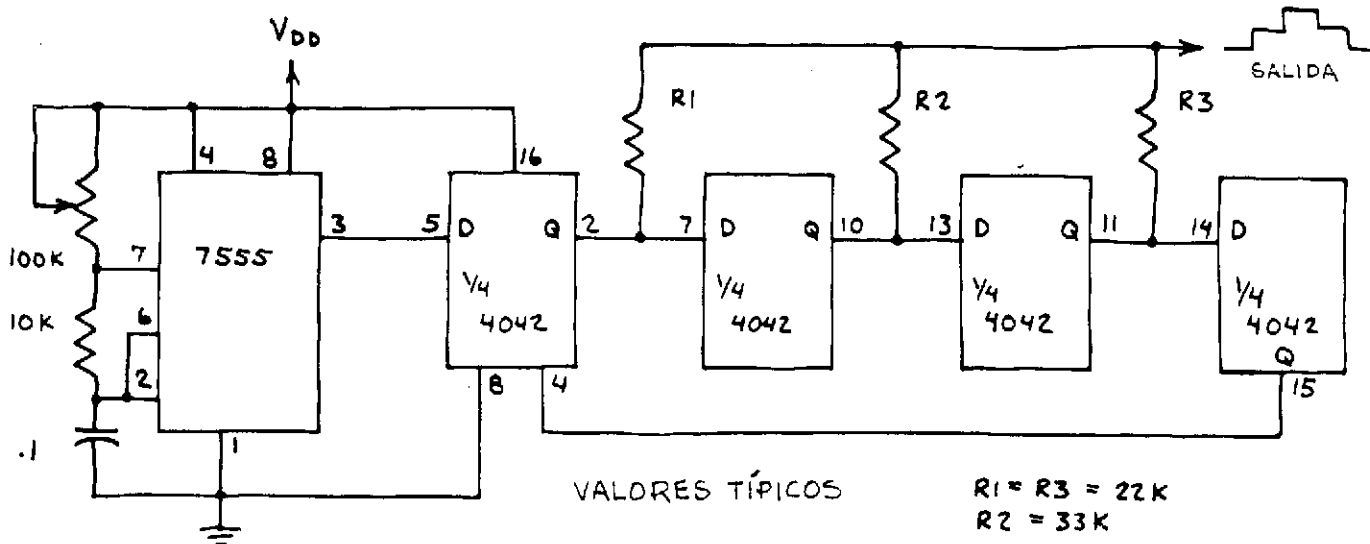 VDD
SALIDA
R1
R2
R3
4
8
16
100K
7
7555
3
5
D
Q
2
7
D
Q
10
13
D
Q
11
14
D
10K
6
2
1/4
4042
1/4
4042
1/4
4042
1/4
4042
Q
15
.1
1
8
4
VALORES TÍPICOS
R1 = R3 = 22K
R2 = 33K